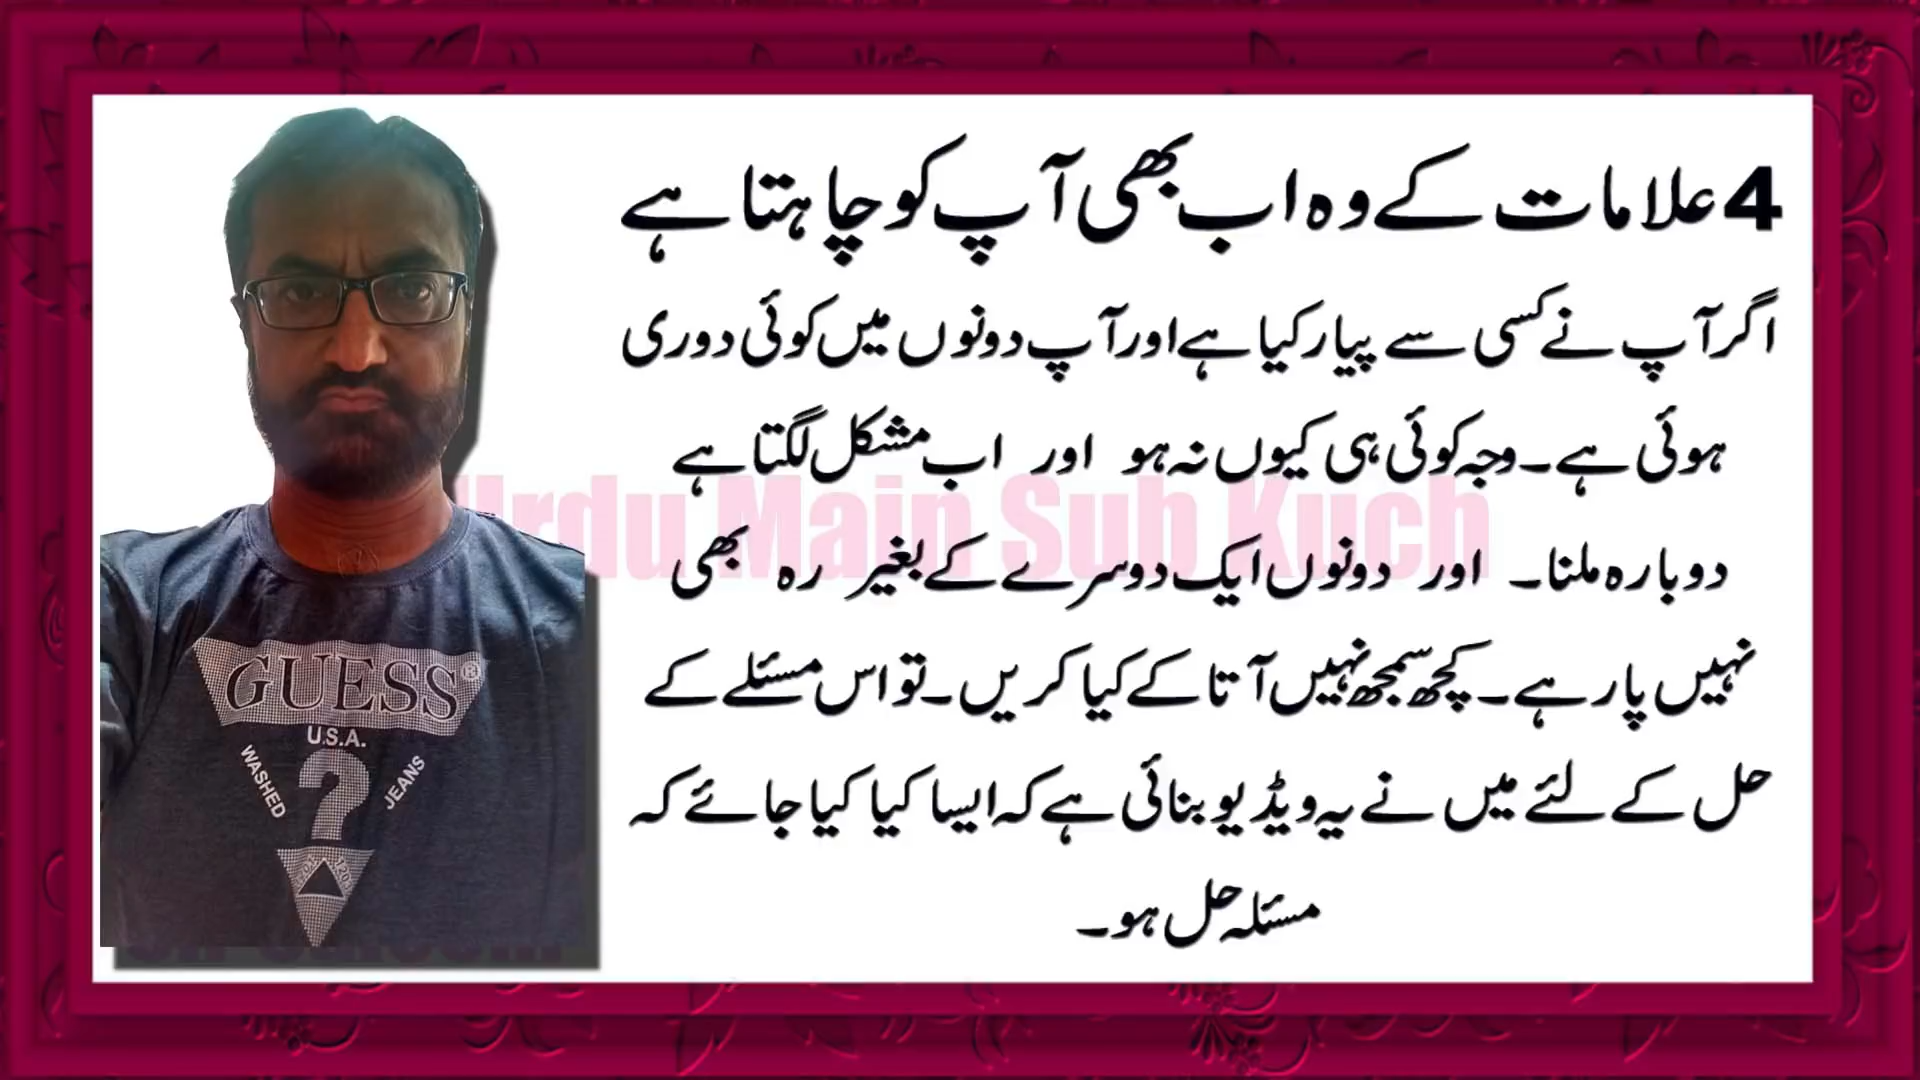 4 علامات کے وہ اب بھی آپ کو چاہتا ہے
اگر آپ نے کسی سے پیار کیا ہے اور آپ دونوں میں کوئی دوری
ہوئی ہے۔ وجہ کوئی ہی کیوں نہ ہو اور اب مشکل لگتا ہے
دوبارہ ملنا۔ اور دونوں ایک دوسرے کے بغیر رہ بھی
نہیں پا رہے۔ کچھ سمجھ نہیں آتا کے کیا کریں۔ تو اس مسئلے کے
حل کے لئے میں نے یہ ویڈیو بنائی ہے کہ ایسا کیا کیا جائے کہ
مسئلہ حل ہو۔
Urdu Main Sub Kuch
GUESS®
U.S.A.
WASHED
?
JEANS